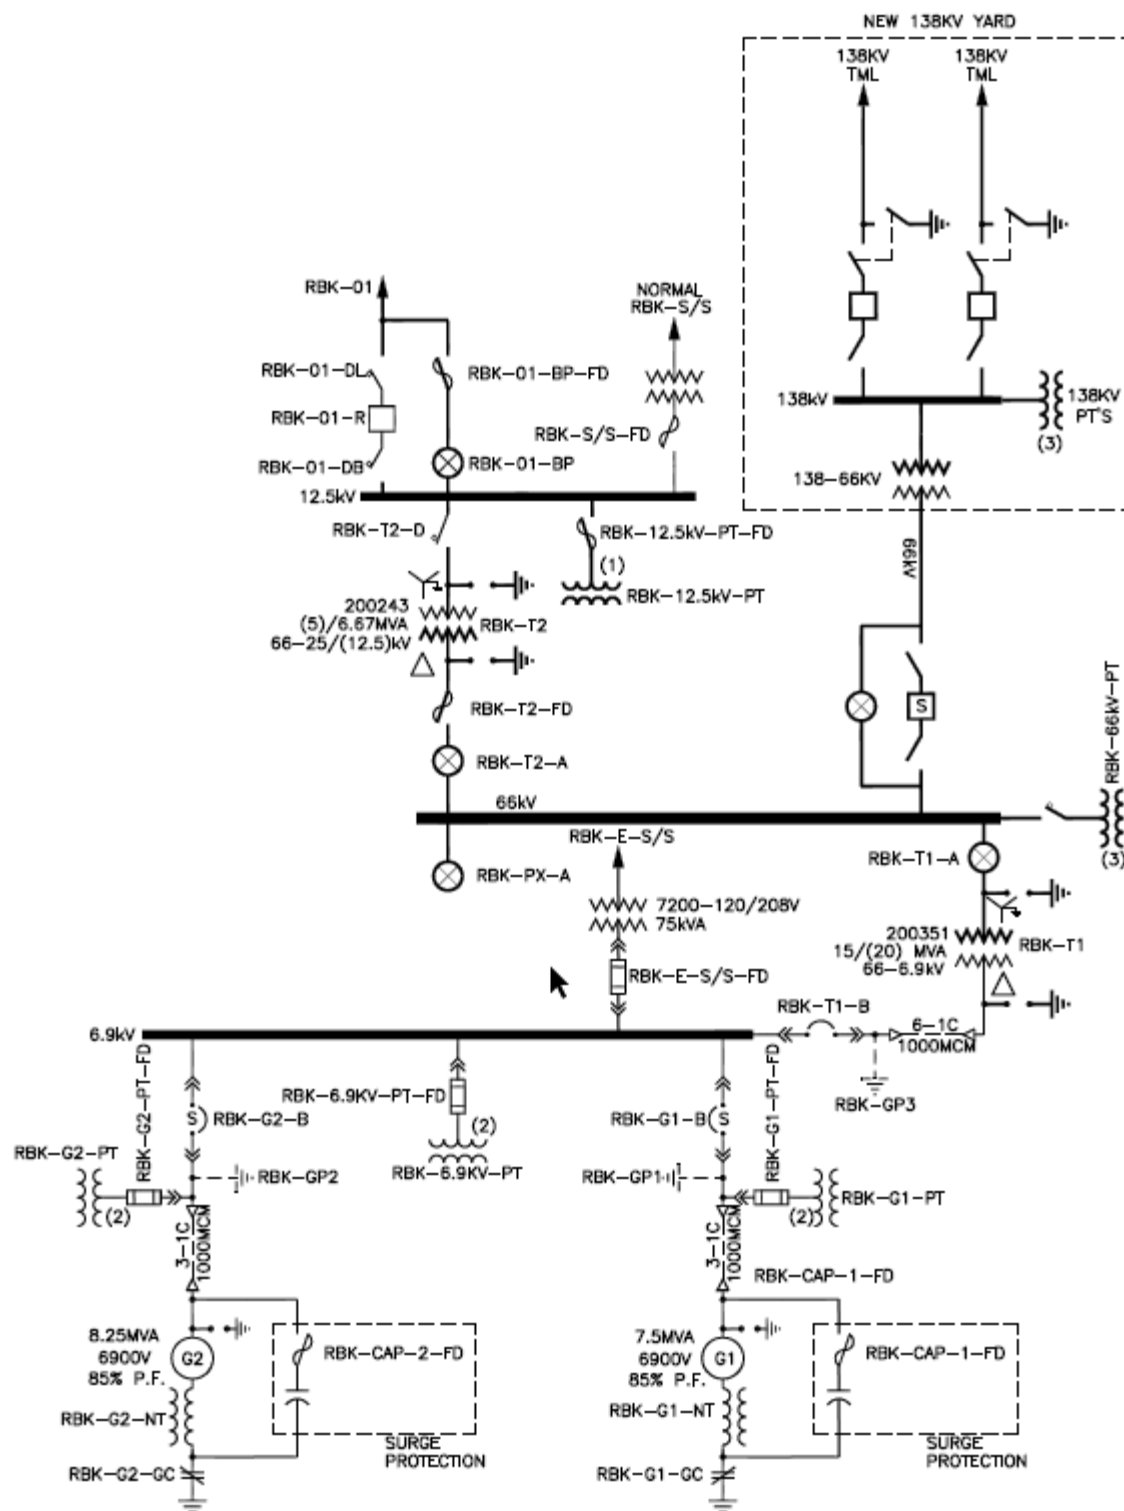 NEW 138KV YARD
138KV
TML
138KV
TML
RBK-01
NORMAL
RBK-S/S
RBK-01-DL
RBK-01-BP-FD
RBK-01-R
138kV
138KV
PT'S
(3)
RBK-S/S-FD
RBK-01-DB
RBK-01-BP
138-66KV
12.5kV
RBK-T2-D
RBK-12.5kV-PT-FD
(1)
66kV
RBK-12.5kV-PT
200243
(5)/6.67MVA
66-25/(12.5)kV
RBK-T2
RBK-T2-FD
S
RBK-66kV-PT
RBK-T2-A
66kV
RBK-E-S/S
RBK-T1-A
(3)
RBK-PX-A
7200-120/208V
75kVA
200351
15/(20) MVA
66-6.9kV
RBK-T1
RBK-E-S/S-FD
RBK-T1-B
6.9kV
6-1C
1000MCM
RBK-G2-PT-FD
RBK-6.9KV-PT-FD
RBK-G1-PT-FD
RBK-GP3
S
RBK-G2-B
(2)
RBK-G1-B
S
RBK-G2-PT
RBK-6.9KV-PT
RBK-GP2
RBK-GP1
(2)
(2)
RBK-G1-PT
3-1C
1000MCM
3-1C
1000MCM
RBK-CAP-1-FD
8.25MVA
6900V
85% P.F.
G2
RBK-CAP-2-FD
7.5MVA
6900V
85% P.F.
G1
RBK-CAP-1-FD
RBK-G2-NT
RBK-G1-NT
SURGE
PROTECTION
SURGE
PROTECTION
RBK-G2-GC
RBK-G1-GC